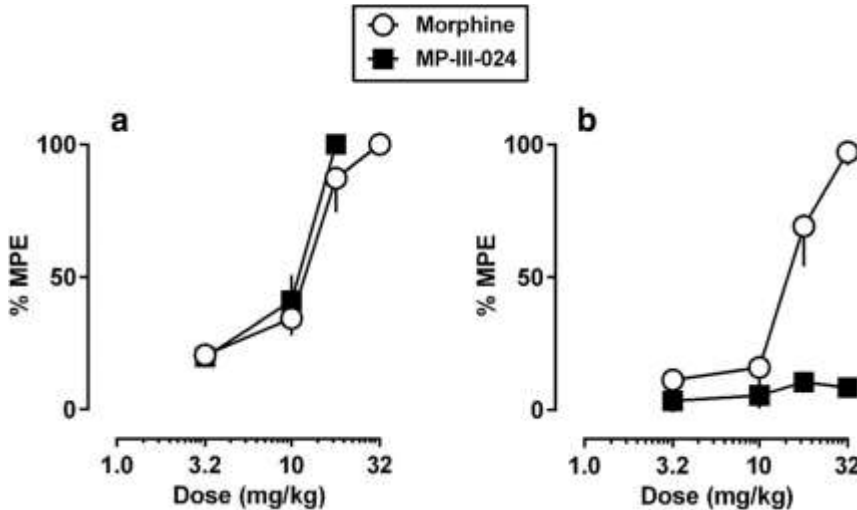 Morphine
MP-III-024
a
100
50
0
% MPE
1.0 3.2 10 32
Dose (mg/kg)
b
100
50
0
% MPE
1.0 3.2 10 32
Dose (mg/kg)